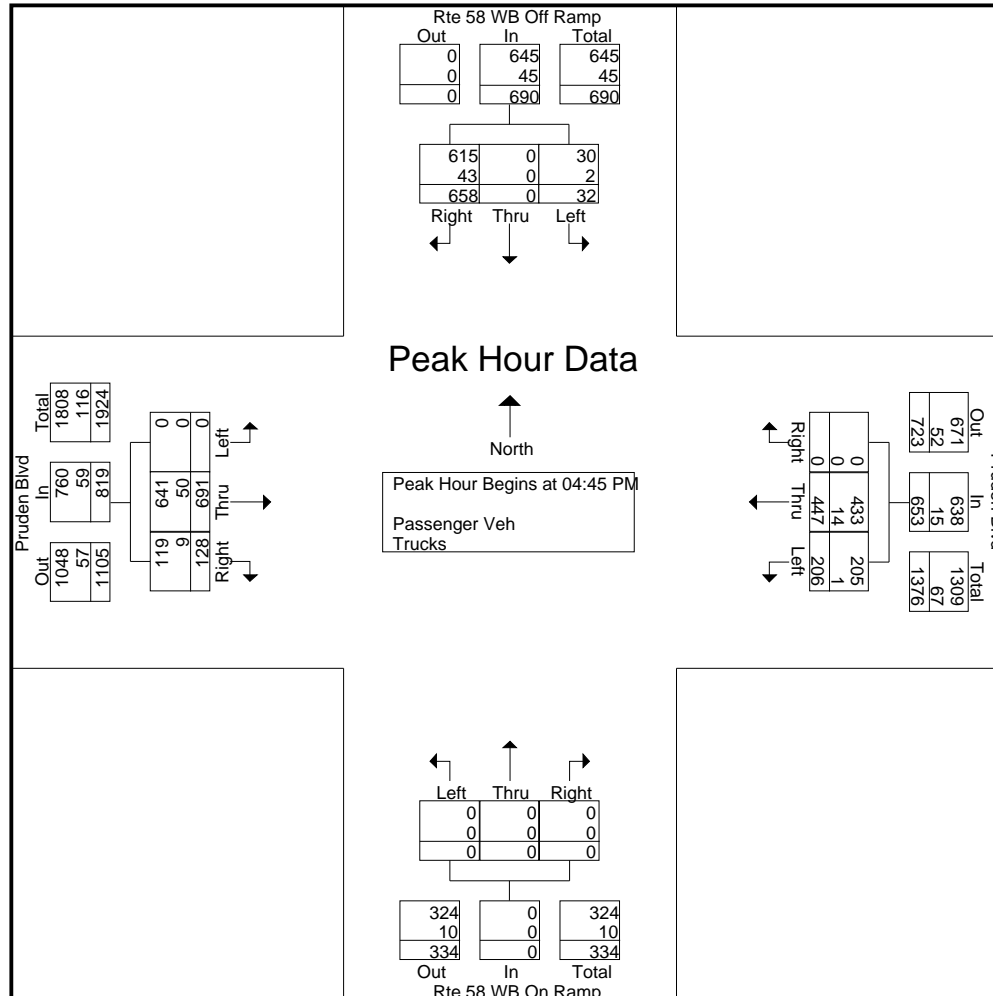 Rte 58 WB Off Ramp
Out In Total
0 645 645
0 45 45
0 690 690
615 0 30
43 0 2
658 0 32
Right Thru Left
Peak Hour Data
North
Peak Hour Begins at 04:45 PM
Passenger Veh
Trucks
Pruden Blvd
Out In Total
1048 760 1808
57 59 116
1105 819 1924
119 641 0
9 50 0
128 691 0
Right Thru Left
Right Thru Left
0 447 206
0 14 1
0 433 205
Out In Total
723 653 1376
52 15 67
671 638 1309
Left Thru Right
0 0 0
0 0 0
0 0 0
324 0 324
10 0 10
334 0 334
Out In Total
Rte 58 WB On Ramp